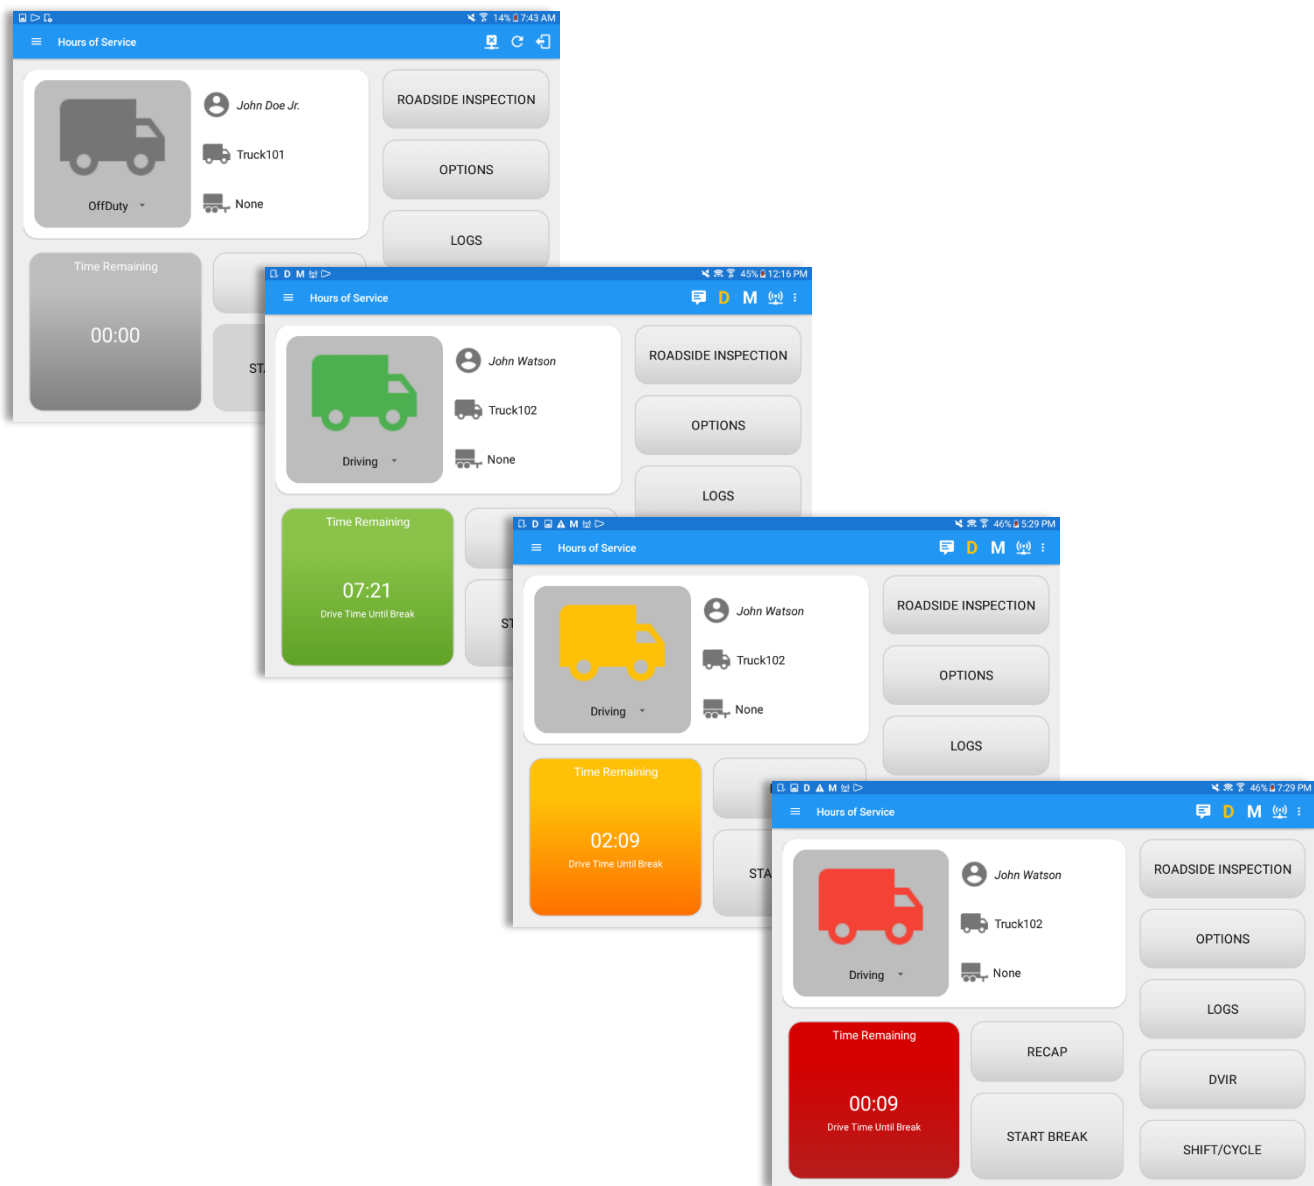 14% 7:43 AM
Hours of Service
John Doe Jr.
Truck101
None
OffDuty
ROADSIDE INSPECTION
OPTIONS
LOGS
Time Remaining
00:00
D M 45% 12:16 PM
Hours of Service
D M
John Watson
Truck102
None
Driving
ROADSIDE INSPECTION
OPTIONS
LOGS
Time Remaining
07:21
Drive Time Until Break
D M 46% 5:29 PM
Hours of Service
D M
John Watson
Truck102
None
Driving
ROADSIDE INSPECTION
OPTIONS
LOGS
Time Remaining
02:09
Drive Time Until Break
D M 46% 7:29 PM
Hours of Service
D M
John Watson
Truck102
None
Driving
ROADSIDE INSPECTION
OPTIONS
LOGS
DVIR
SHIFT/CYCLE
Time Remaining
00:09
Drive Time Until Break
RECAP
START BREAK